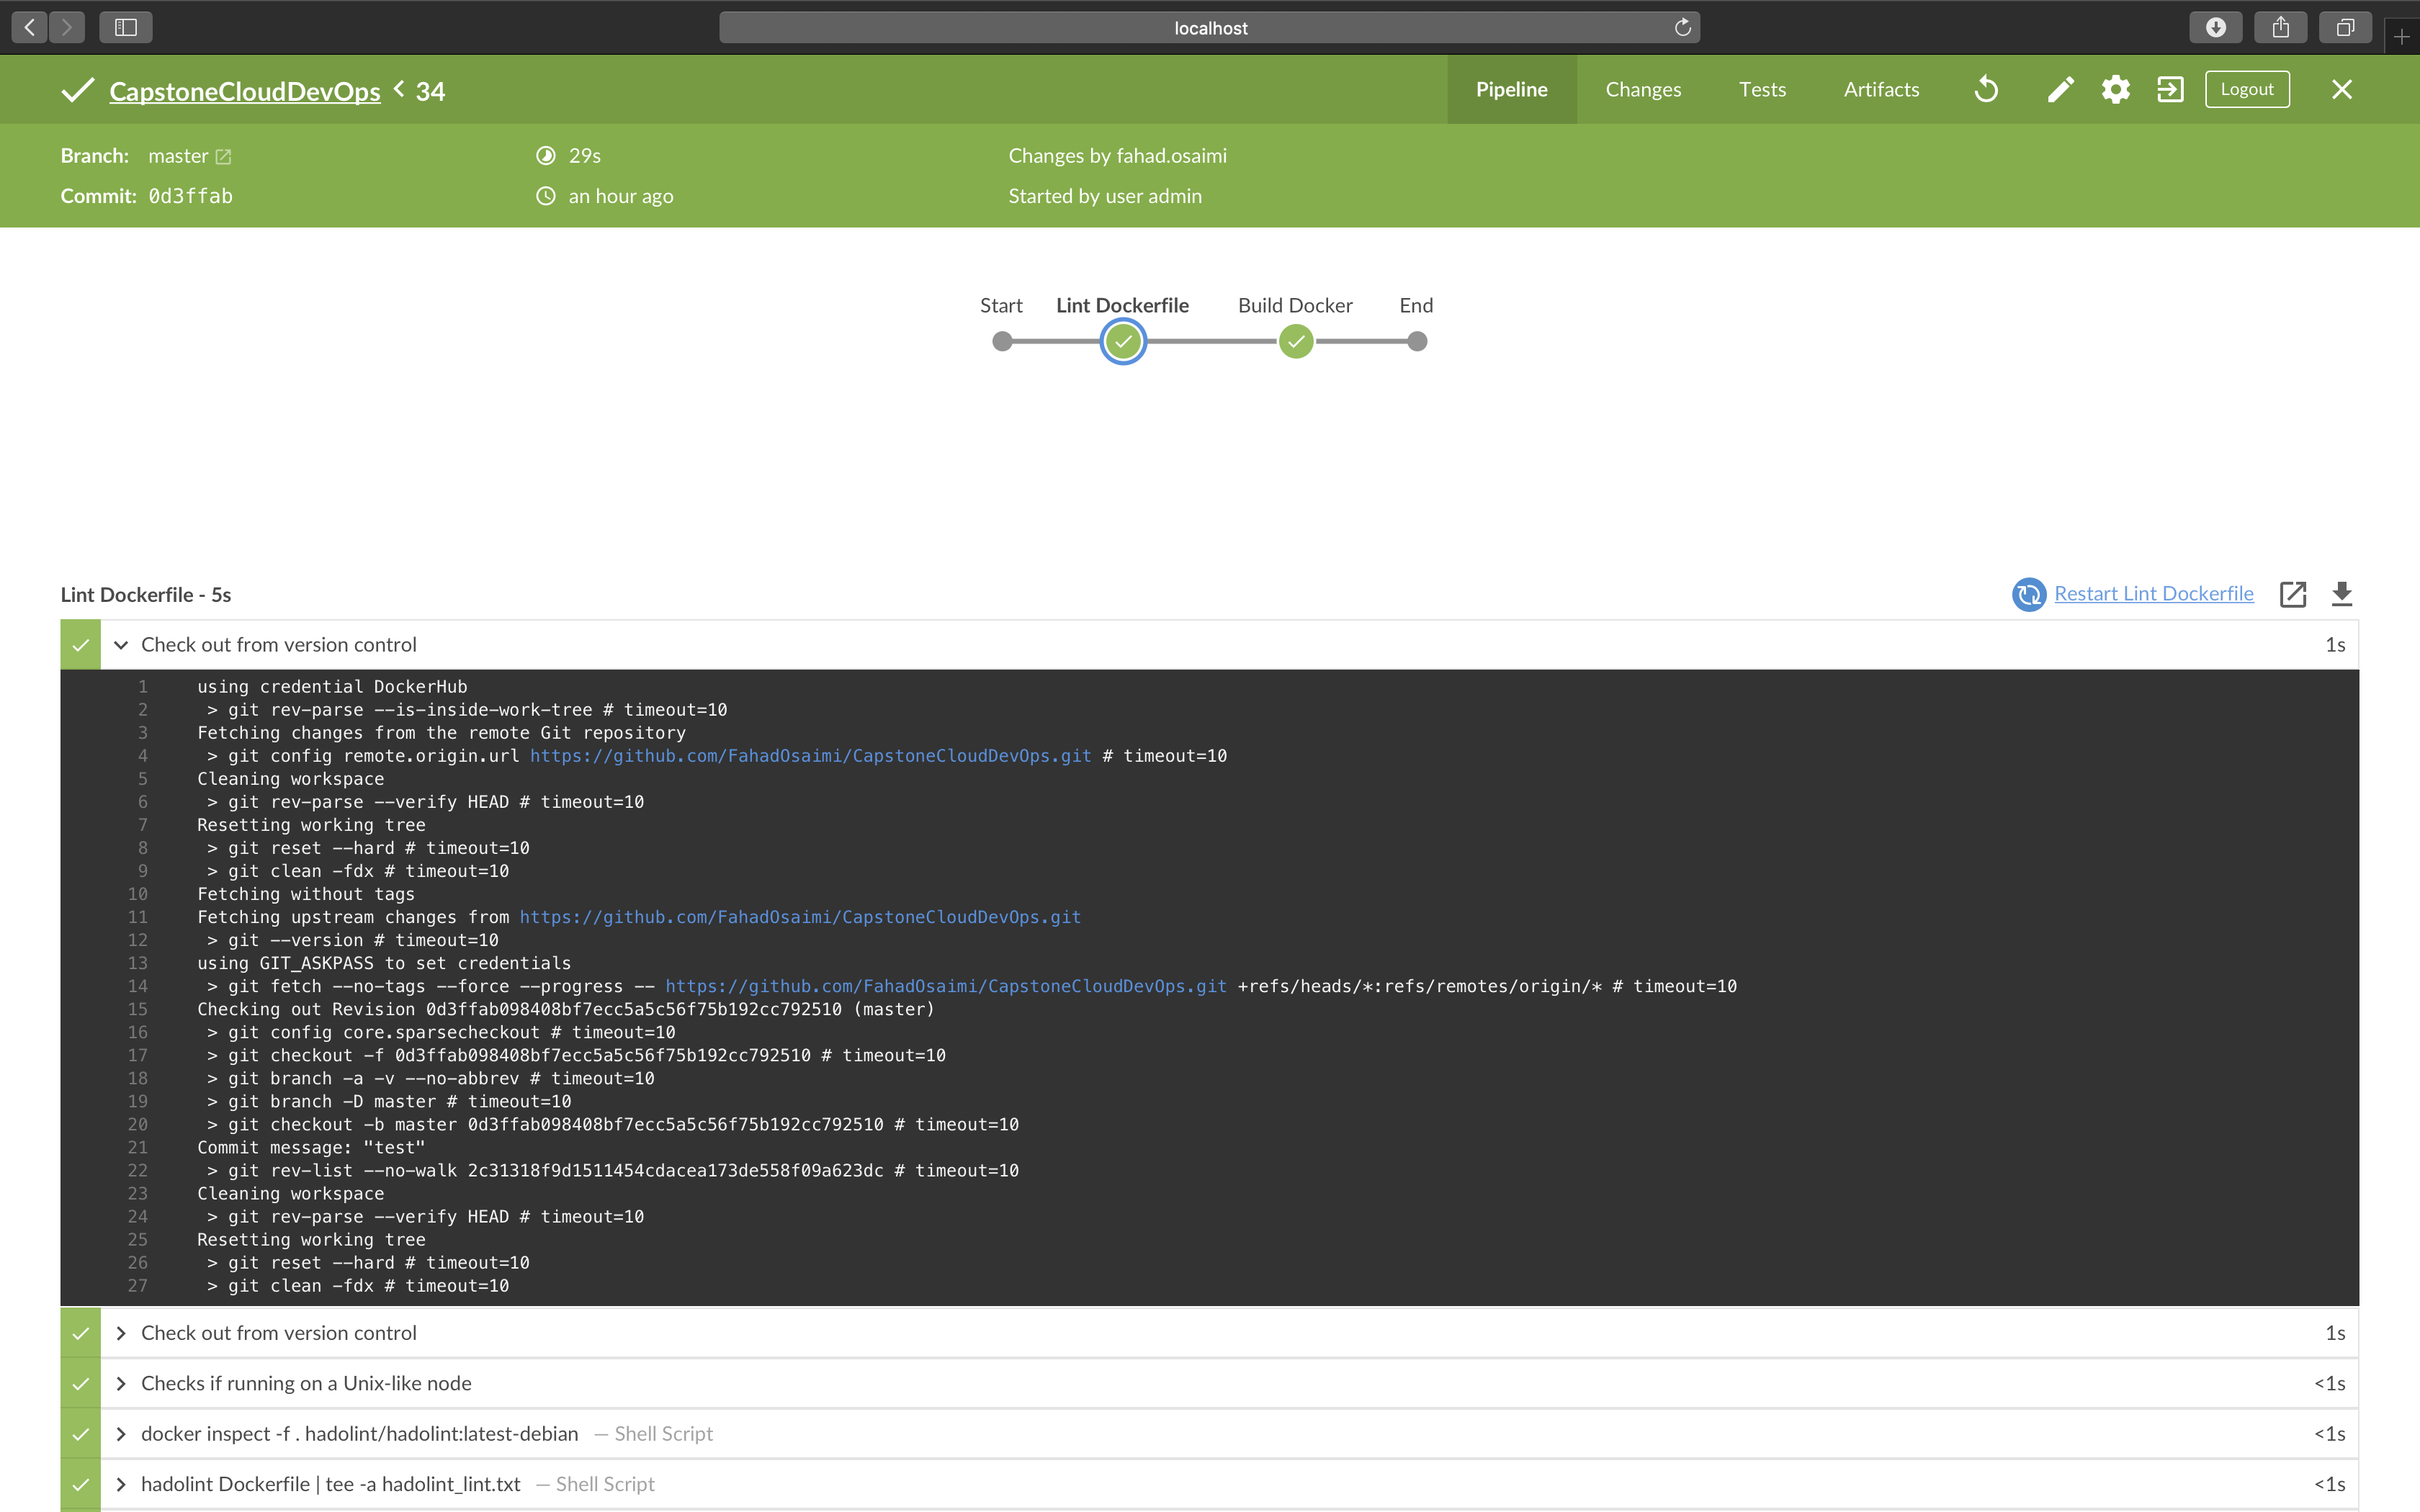 localhost
CapstoneCloudDevOps < 34
Pipeline Changes Tests Artifacts Logout
Branch: master 29s Changes by fahad.osaimi
Commit: 0d3ffab an hour ago Started by user admin
Start Lint Dockerfile Build Docker End
Lint Dockerfile - 5s Restart Lint Dockerfile
Check out from version control 1s
1 using credential DockerHub
2 > git rev-parse --is-inside-work-tree # timeout=10
3 Fetching changes from the remote Git repository
4 > git config remote.origin.url https://github.com/FahadOsaimi/CapstoneCloudDevOps.git # timeout=10
5 Cleaning workspace
6 > git rev-parse --verify HEAD # timeout=10
7 Resetting working tree
8 > git reset --hard # timeout=10
9 > git clean -fdx # timeout=10
10 Fetching without tags
11 Fetching upstream changes from https://github.com/FahadOsaimi/CapstoneCloudDevOps.git
12 > git --version # timeout=10
13 using GIT_ASKPASS to set credentials
14 > git fetch --no-tags --force --progress -- https://github.com/FahadOsaimi/CapstoneCloudDevOps.git +refs/heads/*:refs/remotes/origin/* # timeout=10
15 Checking out Revision 0d3ffab098408bf7ecc5a5c56f75b192cc792510 (master)
16 > git config core.sparsecheckout # timeout=10
17 > git checkout -f 0d3ffab098408bf7ecc5a5c56f75b192cc792510 # timeout=10
18 > git branch -a -v --no-abbrev # timeout=10
19 > git branch -D master # timeout=10
20 > git checkout -b master 0d3ffab098408bf7ecc5a5c56f75b192cc792510 # timeout=10
21 Commit message: "test"
22 > git rev-list --no-walk 2c31318f9d1511454cdacea173de558f09a623dc # timeout=10
23 Cleaning workspace
24 > git rev-parse --verify HEAD # timeout=10
25 Resetting working tree
26 > git reset --hard # timeout=10
27 > git clean -fdx # timeout=10
Check out from version control 1s
Checks if running on a Unix-like node <1s
docker inspect -f . hadolint/hadolint:latest-debian — Shell Script <1s
hadolint Dockerfile | tee -a hadolint_lint.txt — Shell Script <1s